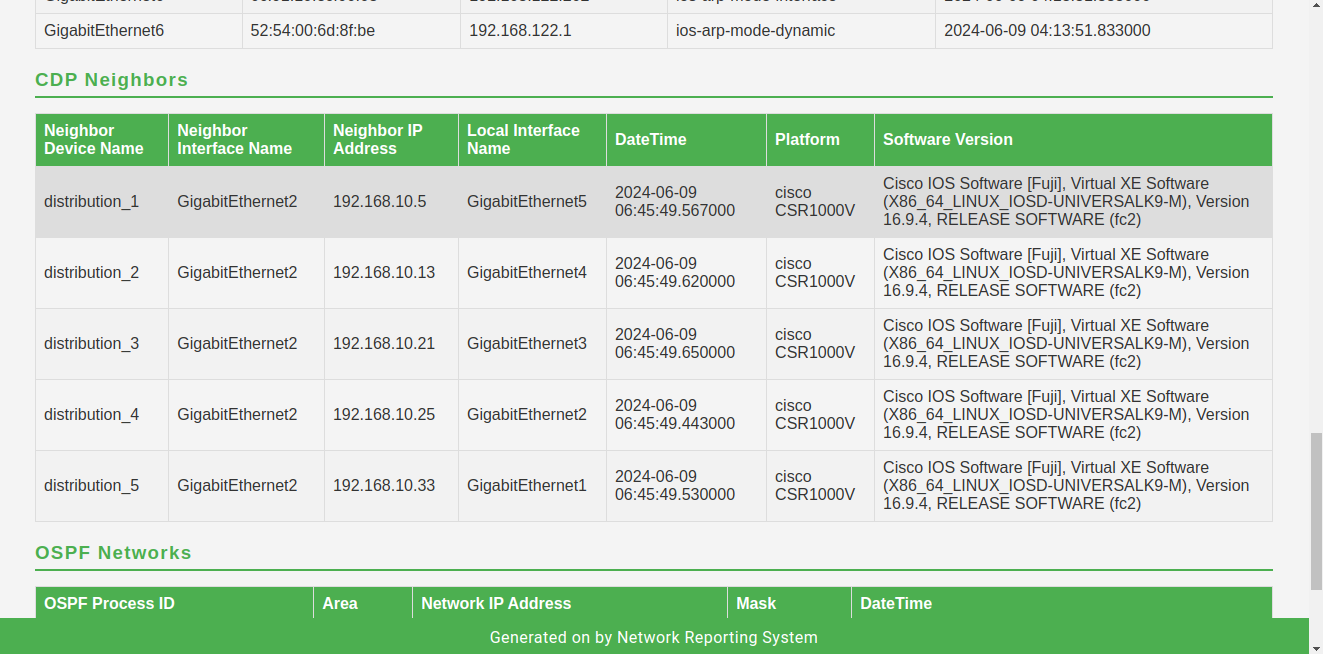 GigabitEthernet6 52:54:00:6d:8f:be 192.168.122.1 ios-arp-mode-dynamic 2024-06-09 04:13:51.833000
CDP Neighbors
Neighbor Device Name Neighbor Interface Name Neighbor IP Address Local Interface Name DateTime Platform Software Version
distribution_1 GigabitEthernet2 192.168.10.5 GigabitEthernet5 2024-06-09 06:45:49.567000 cisco CSR1000V Cisco IOS Software [Fuji], Virtual XE Software (X86_64_LINUX_IOSD-UNIVERSALK9-M), Version 16.9.4, RELEASE SOFTWARE (fc2)
distribution_2 GigabitEthernet2 192.168.10.13 GigabitEthernet4 2024-06-09 06:45:49.620000 cisco CSR1000V Cisco IOS Software [Fuji], Virtual XE Software (X86_64_LINUX_IOSD-UNIVERSALK9-M), Version 16.9.4, RELEASE SOFTWARE (fc2)
distribution_3 GigabitEthernet2 192.168.10.21 GigabitEthernet3 2024-06-09 06:45:49.650000 cisco CSR1000V Cisco IOS Software [Fuji], Virtual XE Software (X86_64_LINUX_IOSD-UNIVERSALK9-M), Version 16.9.4, RELEASE SOFTWARE (fc2)
distribution_4 GigabitEthernet2 192.168.10.25 GigabitEthernet2 2024-06-09 06:45:49.443000 cisco CSR1000V Cisco IOS Software [Fuji], Virtual XE Software (X86_64_LINUX_IOSD-UNIVERSALK9-M), Version 16.9.4, RELEASE SOFTWARE (fc2)
distribution_5 GigabitEthernet2 192.168.10.33 GigabitEthernet1 2024-06-09 06:45:49.530000 cisco CSR1000V Cisco IOS Software [Fuji], Virtual XE Software (X86_64_LINUX_IOSD-UNIVERSALK9-M), Version 16.9.4, RELEASE SOFTWARE (fc2)
OSPF Networks
OSPF Process ID Area Network IP Address Mask DateTime
Generated on by Network Reporting System